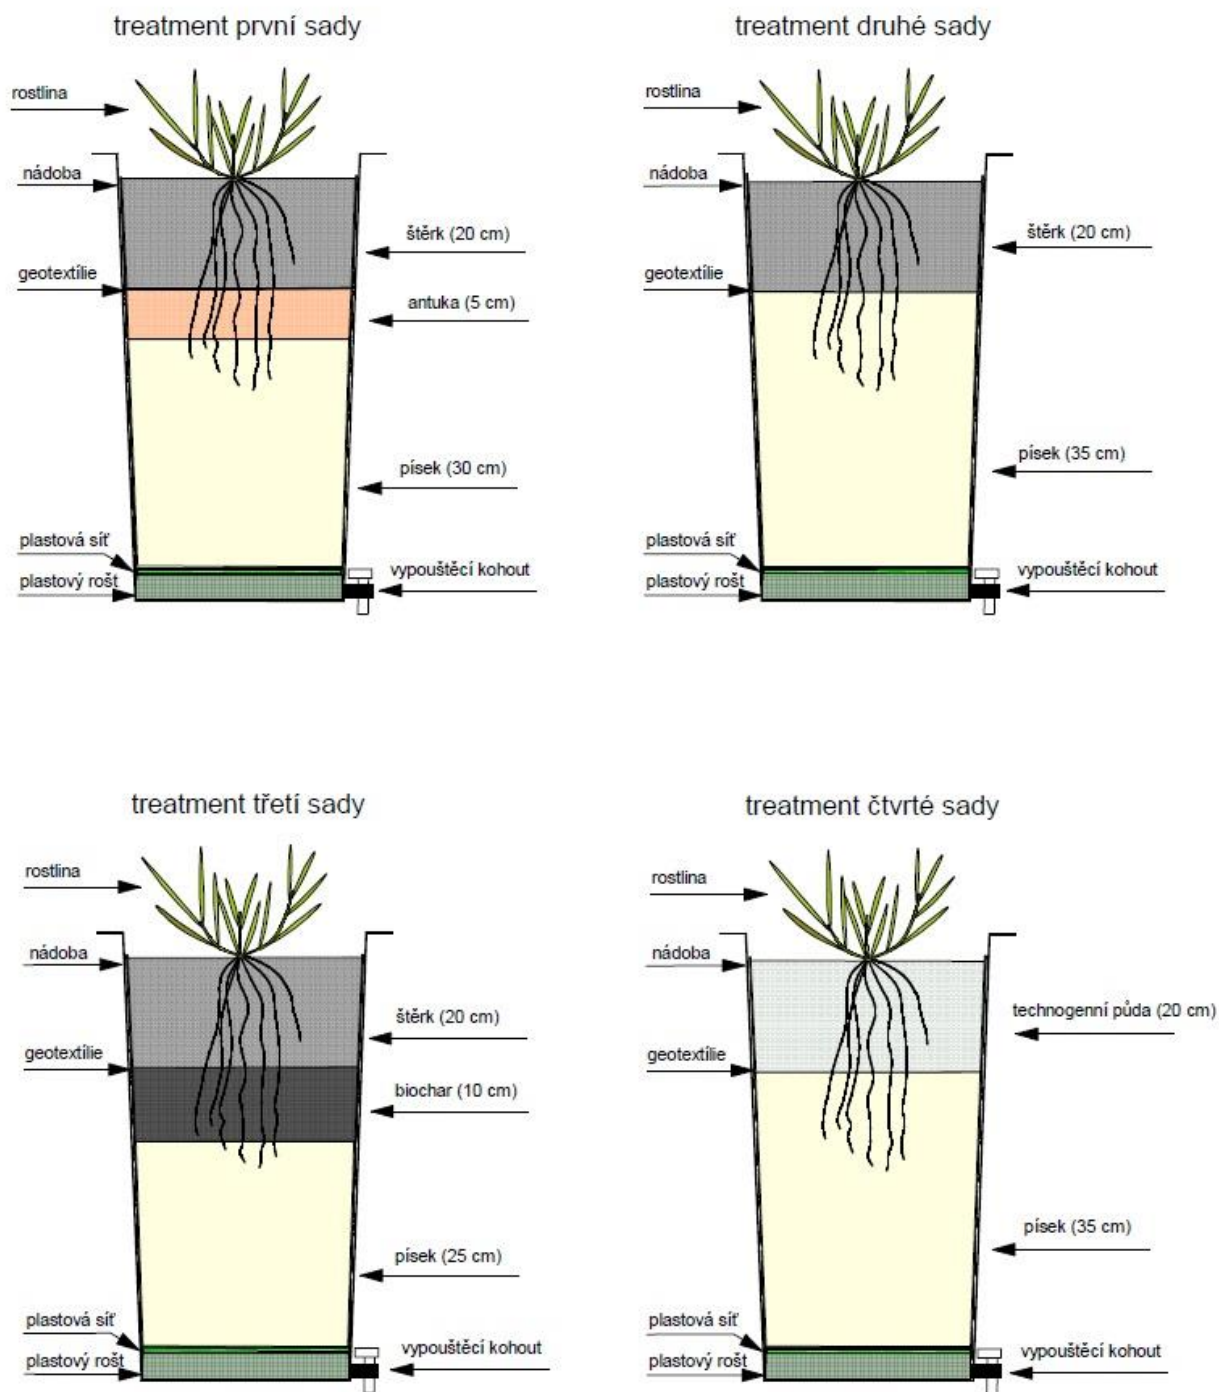 treatment první sady
rostlina
nádoba
štěrk (20 cm)
geotextílie
antuka (5 cm)
písek (30 cm)
plastová síť
plastový rošt
vypouštěcí kohout
treatment druhé sady
rostlina
nádoba
štěrk (20 cm)
geotextílie
písek (35 cm)
plastová síť
plastový rošt
vypouštěcí kohout
treatment třetí sady
rostlina
nádoba
štěrk (20 cm)
geotextílie
biochar (10 cm)
písek (25 cm)
plastová síť
plastový rošt
vypouštěcí kohout
treatment čtvrté sady
rostlina
nádoba
technogenní půda (20 cm)
geotextílie
písek (35 cm)
plastová síť
plastový rošt
vypouštěcí kohout